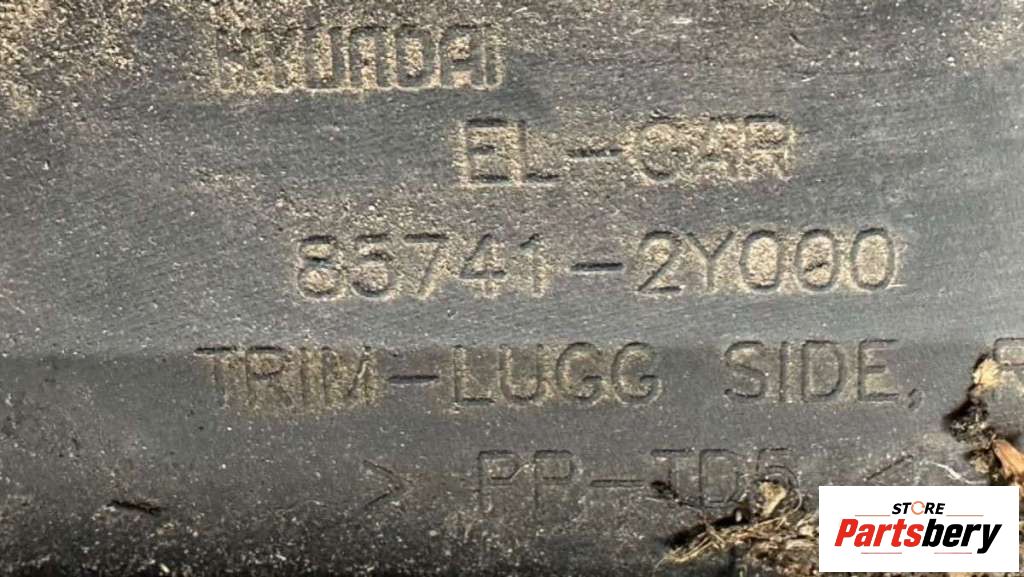 HYUNDAI
EL-CAR
85741-2Y000
TRIM-LUGG SIDE, R
> PP-TD5 <
STORE
Partsbery